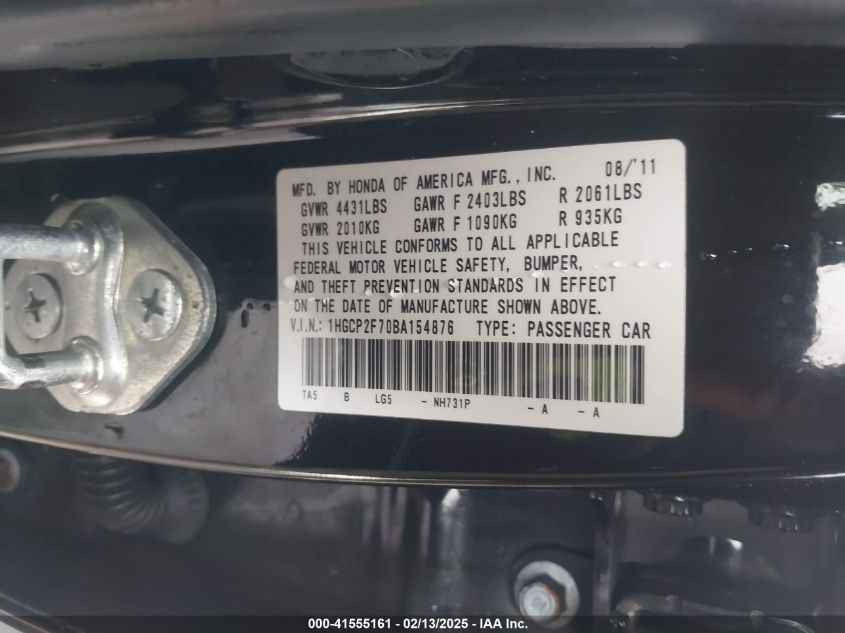 MFD. BY HONDA OF AMERICA MFG., INC. 08/'11
GVWR 4431LBS GAWR F 2403LBS R 2061LBS
GVWR 2010KG GAWR F 1090KG R 935KG
THIS VEHICLE CONFORMS TO ALL APPLICABLE
FEDERAL MOTOR VEHICLE SAFETY, BUMPER,
AND THEFT PREVENTION STANDARDS IN EFFECT
ON THE DATE OF MANUFACTURE SHOWN ABOVE.
V.I.N.: 1HGCP2F70BA154876 TYPE: PASSENGER CAR
TA5 B LG5 - NH731P - A - A
000-41555161 - 02/13/2025 - IAA Inc.